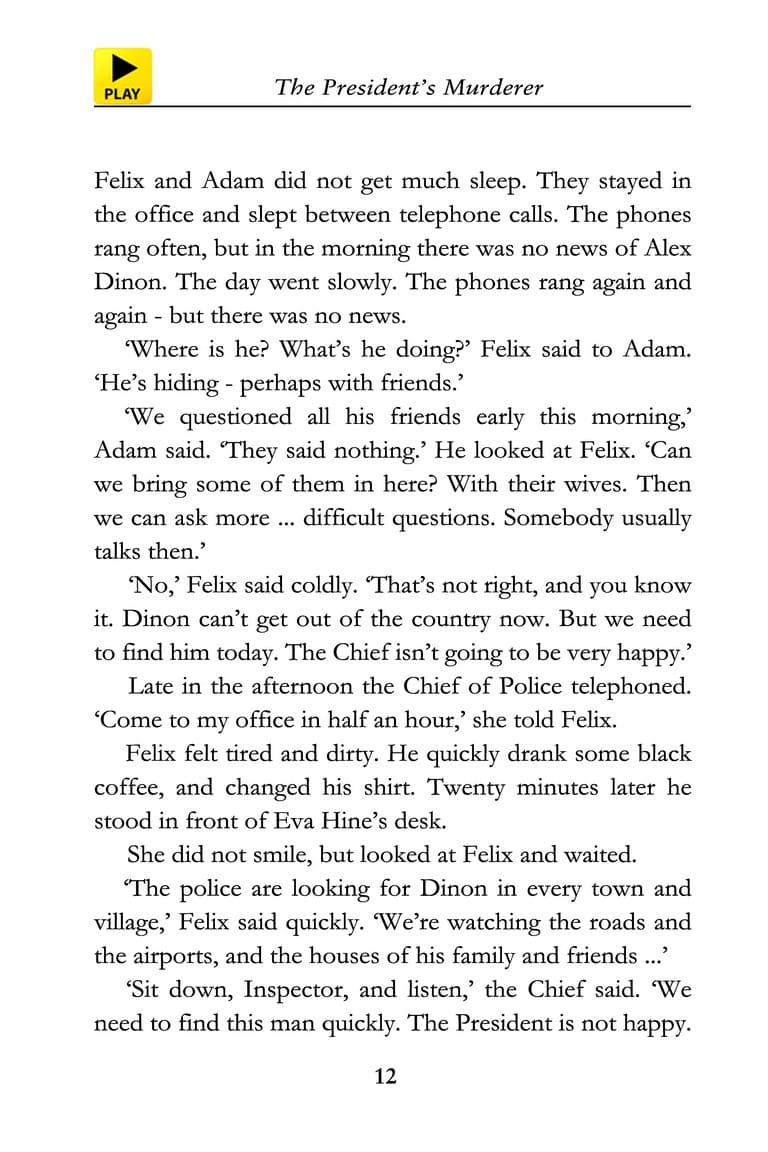 PLAY
The President's Murderer
Felix and Adam did not get much sleep. They stayed in
the office and slept between telephone calls. The phones
rang often, but in the morning there was no news of Alex
Dinon. The day went slowly. The phones rang again and
again - but there was no news.
‘Where is he? What’s he doing?’ Felix said to Adam.
‘He’s hiding - perhaps with friends.’
‘We questioned all his friends early this morning,’
Adam said. ‘They said nothing.’ He looked at Felix. ‘Can
we bring some of them in here? With their wives. Then
we can ask more ... difficult questions. Somebody usually
talks then.’
‘No,’ Felix said coldly. ‘That’s not right, and you know
it. Dinon can’t get out of the country now. But we need
to find him today. The Chief isn’t going to be very happy.’
Late in the afternoon the Chief of Police telephoned.
‘Come to my office in half an hour,’ she told Felix.
Felix felt tired and dirty. He quickly drank some black
coffee, and changed his shirt. Twenty minutes later he
stood in front of Eva Hine’s desk.
She did not smile, but looked at Felix and waited.
‘The police are looking for Dinon in every town and
village,’ Felix said quickly. ‘We’re watching the roads and
the airports, and the houses of his family and friends ...’
‘Sit down, Inspector, and listen,’ the Chief said. ‘We
need to find this man quickly. The President is not happy.
12